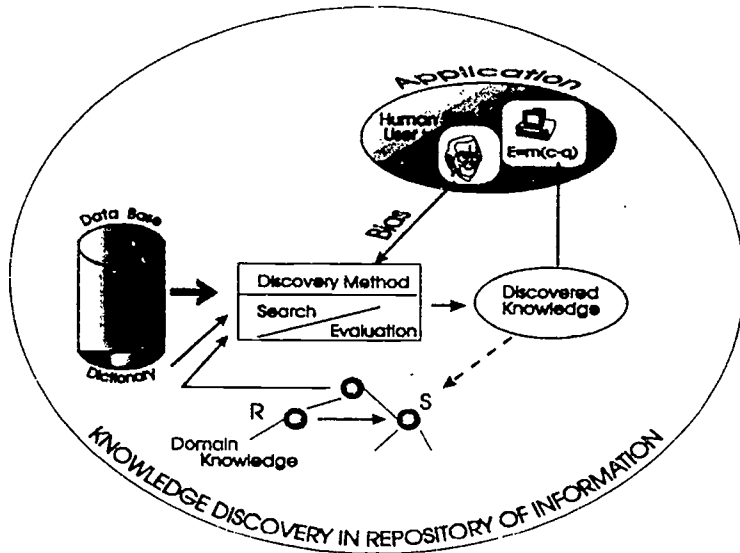 Application
Human
User
E=m(c-q)
Bias
Data Base
Dictionary
Discovery Method
Search
Evaluation
Discovered
Knowledge
R
S
Domain
Knowledge
KNOWLEDGE DISCOVERY IN REPOSITORY OF INFORMATION